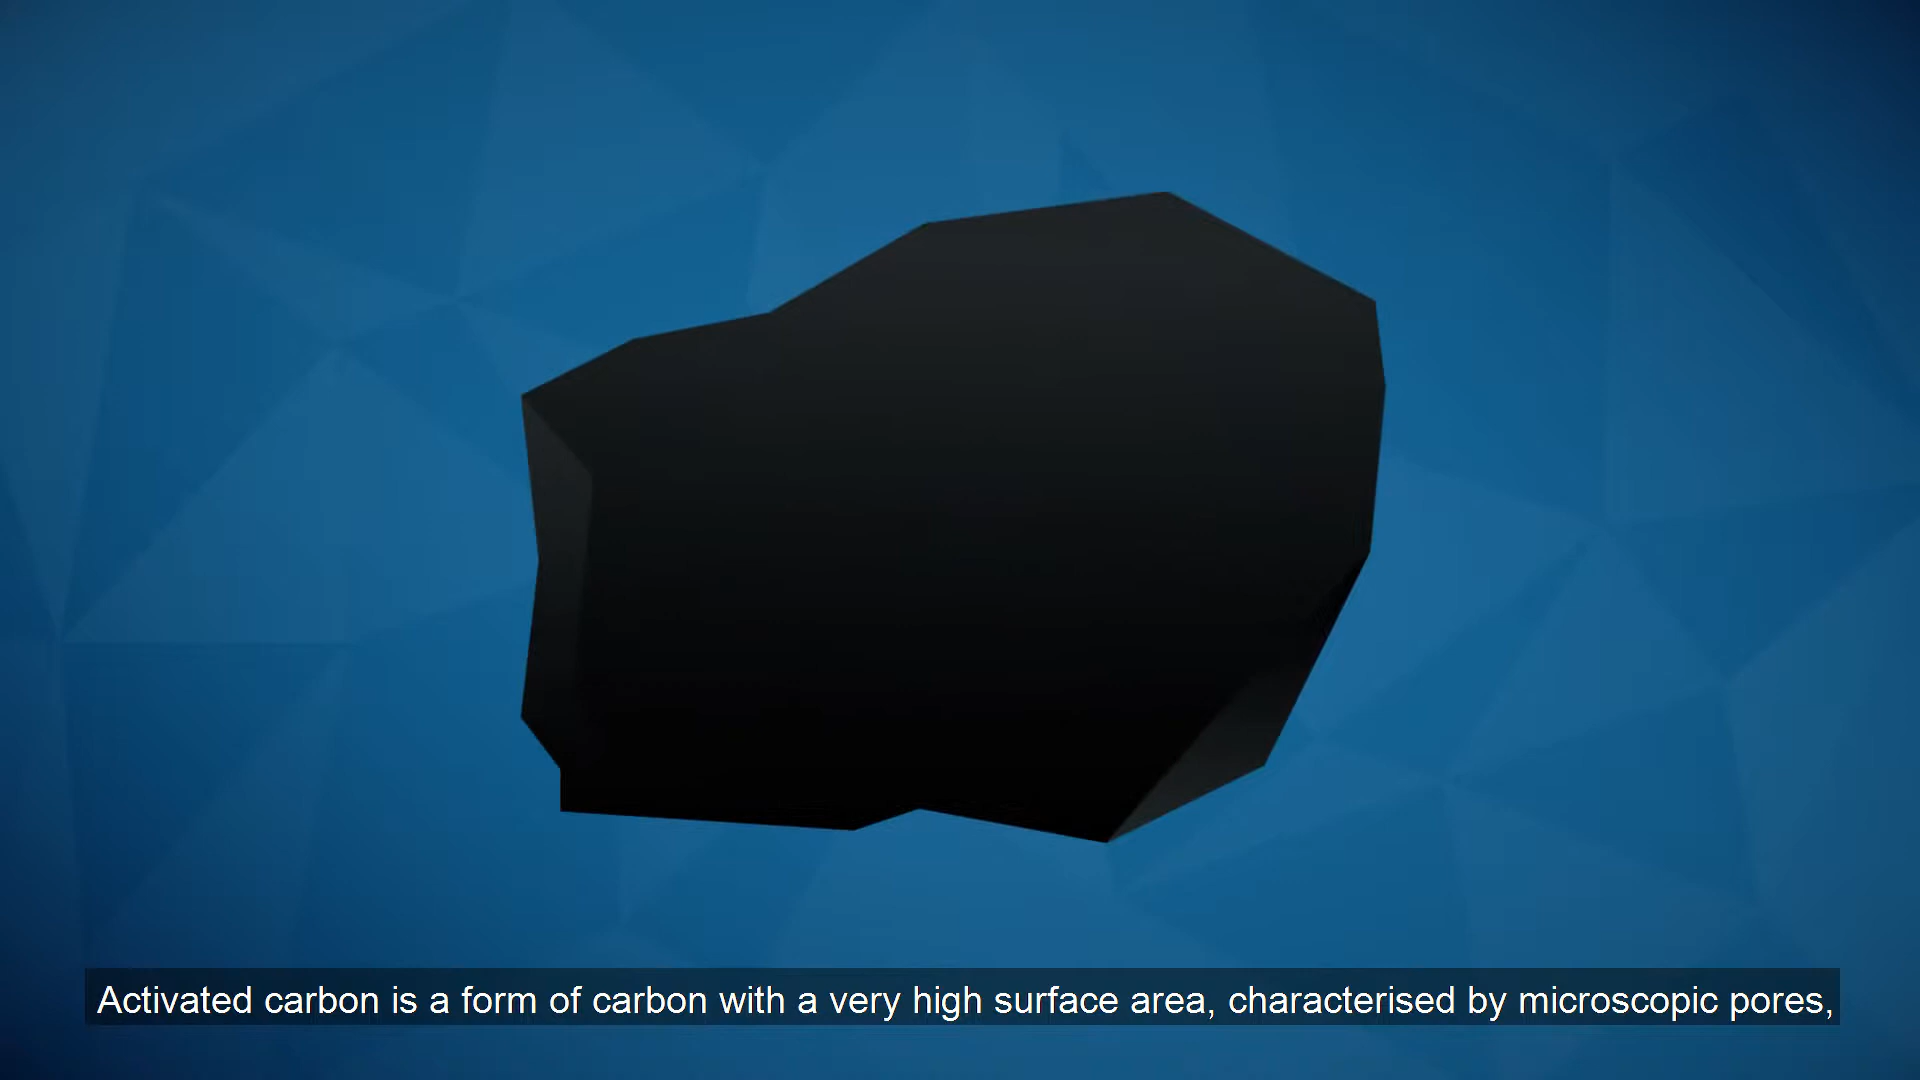 Activated carbon is a form of carbon with a very high surface area, characterised by microscopic pores,